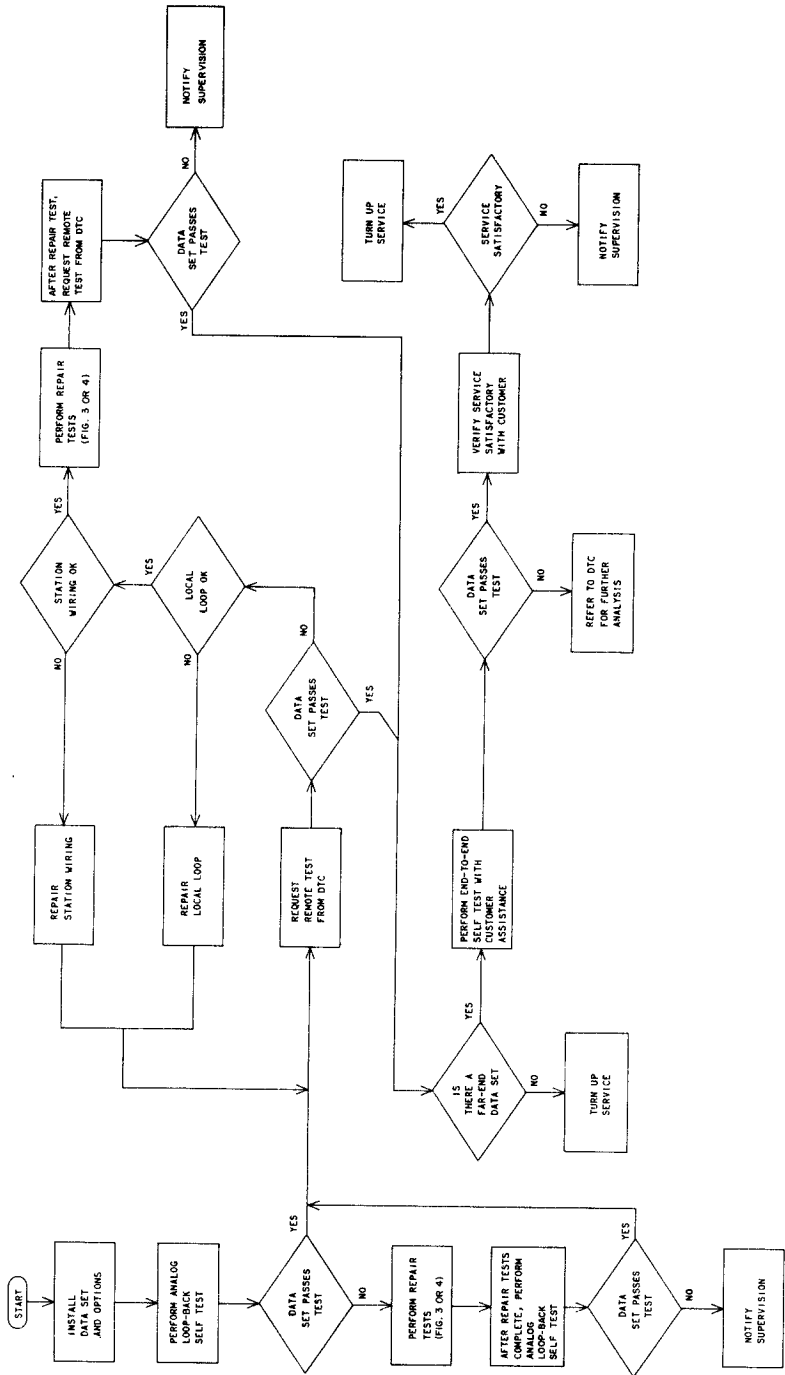 START
INSTALL
DATA SET
AND OPTIONS
PERFORM ANALOG
LOOP-BACK
SELF TEST
DATA
SET PASSES
TEST
YES
NO
PERFORM REPAIR
TESTS
(FIG. 3 OR 4)
AFTER REPAIR TESTS
COMPLETE, PERFORM
ANALOG
LOOP-BACK
SELF TEST
DATA
SET PASSES
TEST
YES
NO
NOTIFY
SUPERVISION
REQUEST
REMOTE TEST
FROM DTC
DATA
SET PASSES
TEST
NO
YES
LOCAL
LOOP OK
YES
NO
REPAIR
LOCAL LOOP
STATION
WIRING OK
YES
NO
REPAIR
STATION WIRING
PERFORM REPAIR
TESTS
(FIG. 3 OR 4)
AFTER REPAIR TEST,
REQUEST REMOTE
TEST FROM DTC
DATA
SET PASSES
TEST
NO
YES
NOTIFY
SUPERVISION
IS
THERE A
FAR-END
DATA SET
YES
NO
TURN UP
SERVICE
PERFORM END-TO-END
SELF TEST WITH
CUSTOMER
ASSISTANCE
DATA
SET PASSES
TEST
YES
NO
REFER TO DTC
FOR FURTHER
ANALYSIS
VERIFY SERVICE
SATISFACTORY
WITH CUSTOMER
SERVICE
SATISFACTORY
YES
NO
TURN UP
SERVICE
NOTIFY
SUPERVISION